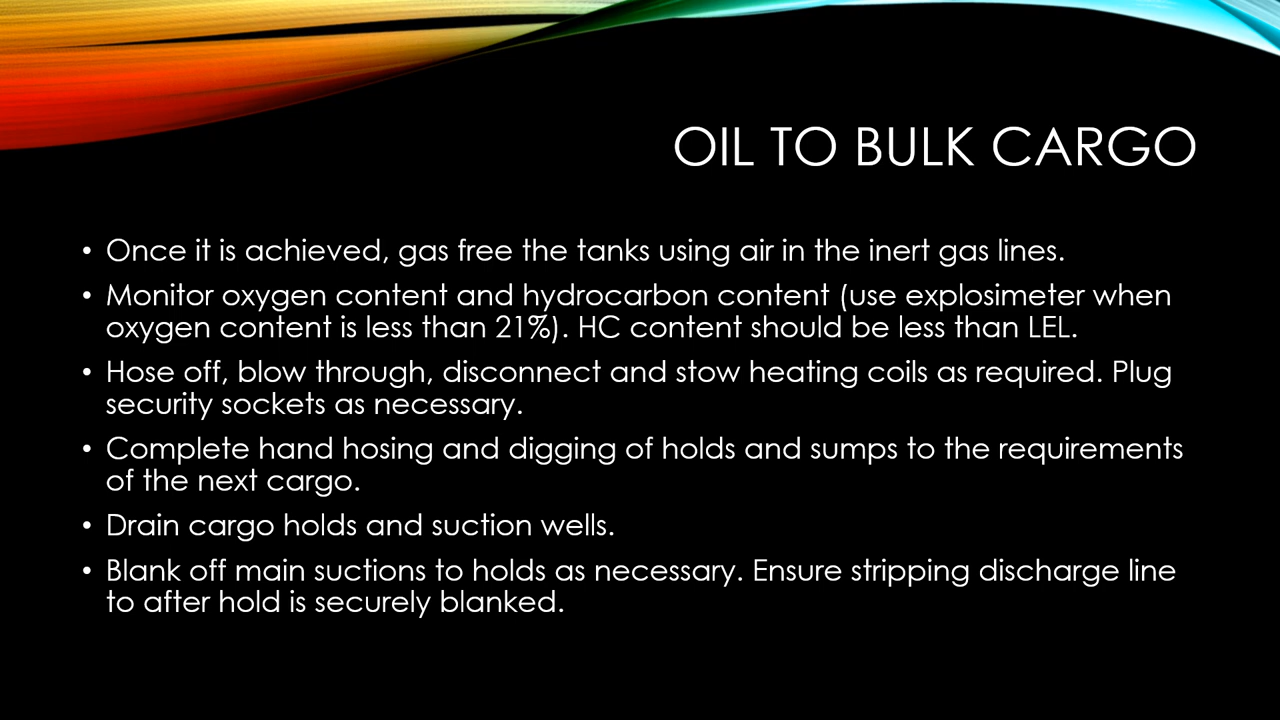 OIL TO BULK CARGO
• Once it is achieved, gas free the tanks using air in the inert gas lines.
• Monitor oxygen content and hydrocarbon content (use explosimeter when
oxygen content is less than 21%). HC content should be less than LEL.
• Hose off, blow through, disconnect and stow heating coils as required. Plug
security sockets as necessary.
• Complete hand hosing and digging of holds and sumps to the requirements
of the next cargo.
• Drain cargo holds and suction wells.
• Blank off main suctions to holds as necessary. Ensure stripping discharge line
to after hold is securely blanked.